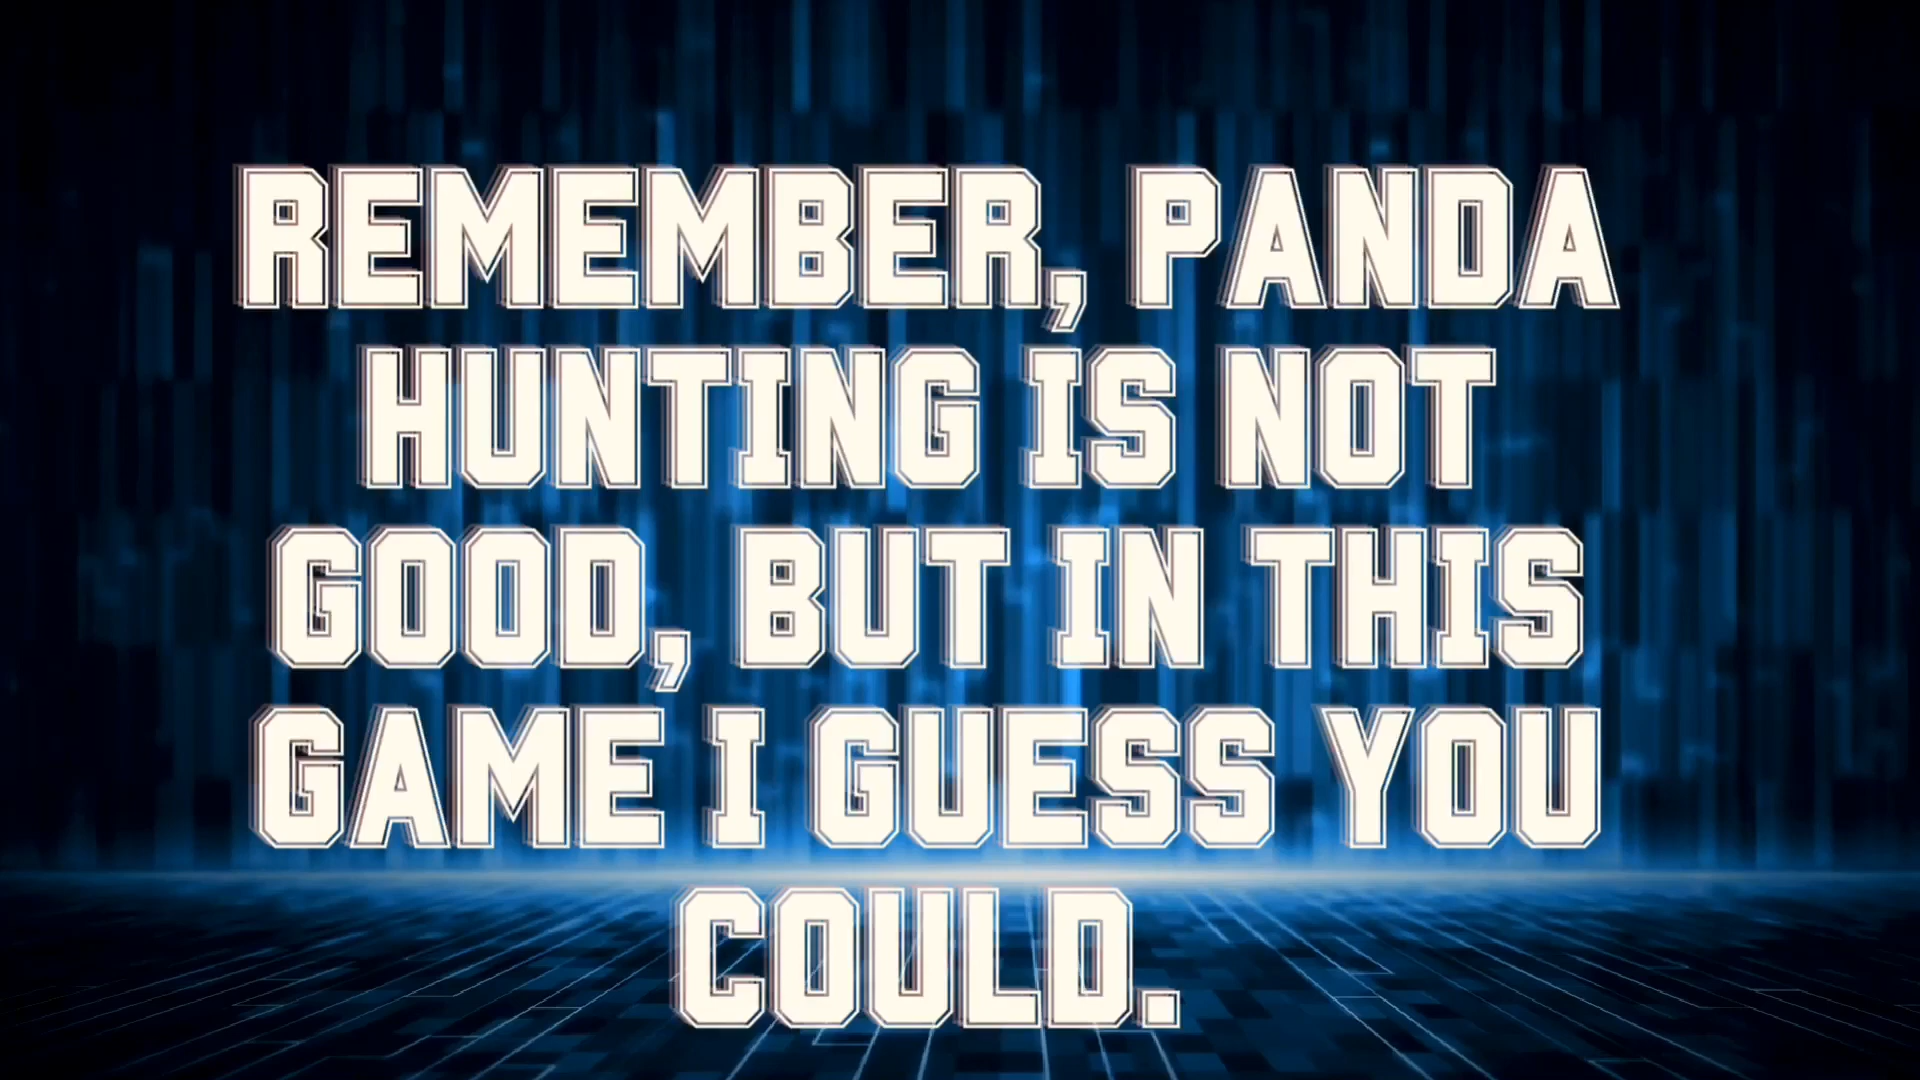 REMEMBER, PANDA
HUNTING IS NOT
GOOD, BUT IN THIS
GAME I GUESS YOU
COULD.